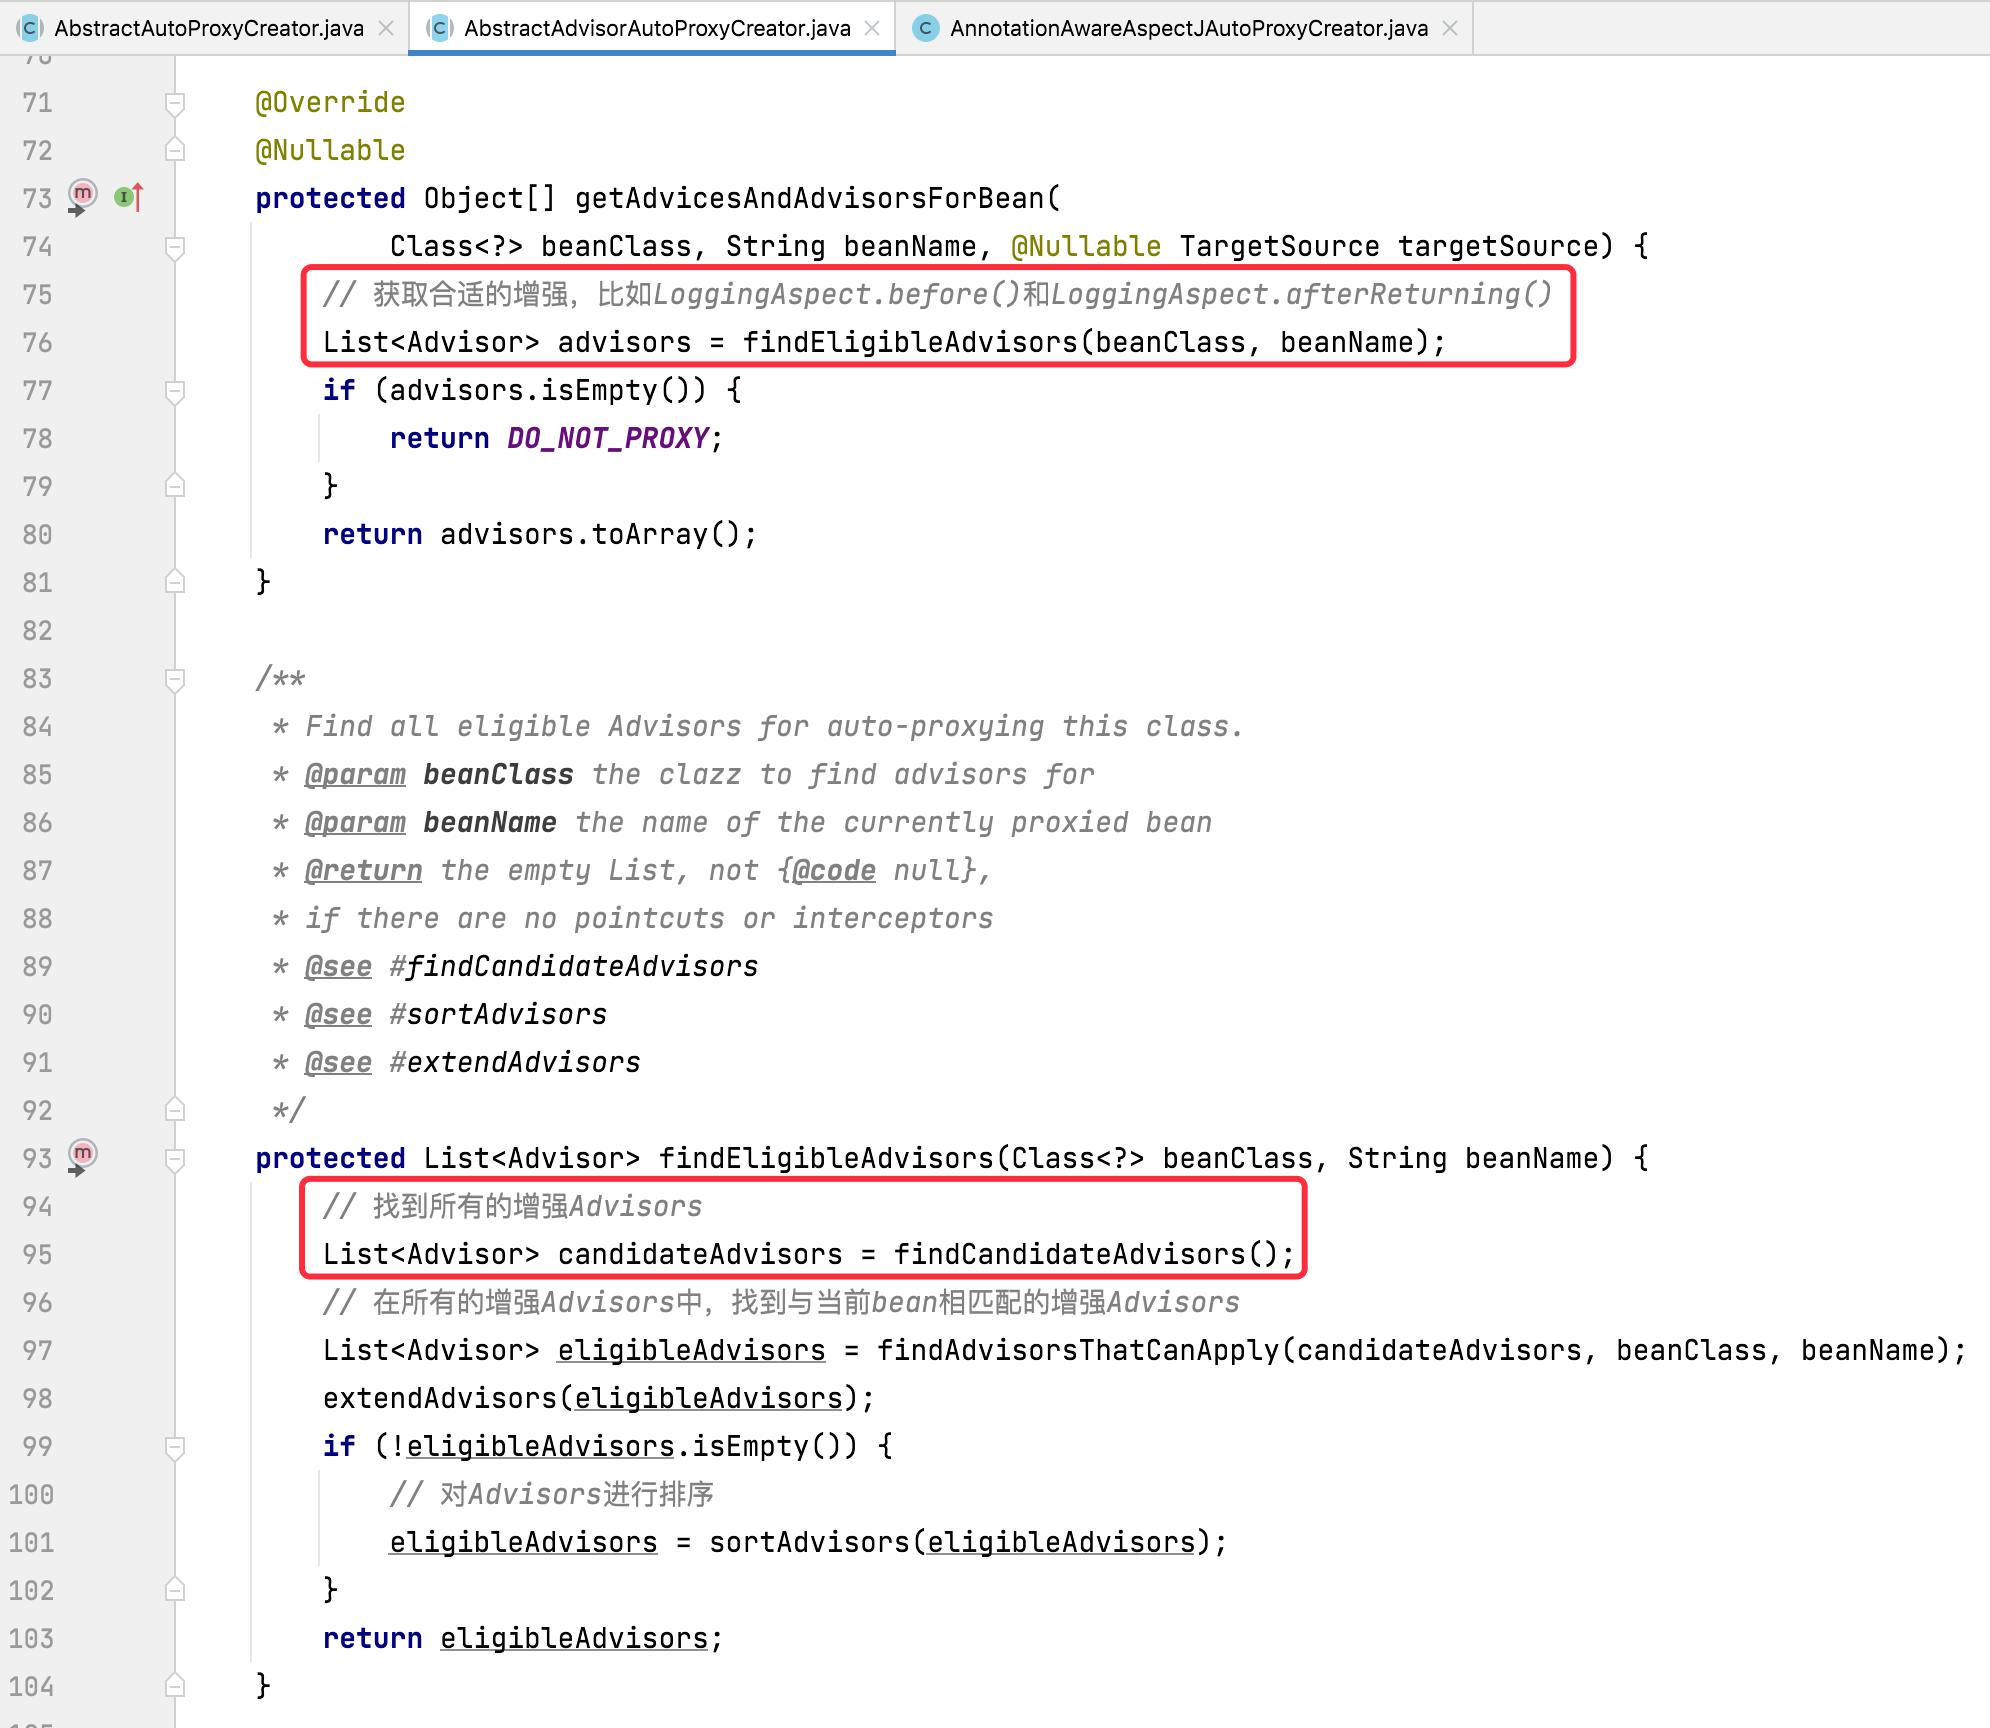 AbstractAutoProxyCreator.java AbstractAdvisorAutoProxyCreator.java AnnotationAwareAspectJAutoProxyCreator.java
70
71 @Override
72 @Nullable
73 protected Object[] getAdvicesAndAdvisorsForBean(
74 Class<?> beanClass, String beanName, @Nullable TargetSource targetSource) {
75 // 获取合适的增强，比如LoggingAspect.before()和LoggingAspect.afterReturning()
76 List<Advisor> advisors = findEligibleAdvisors(beanClass, beanName);
77 if (advisors.isEmpty()) {
78 return DO_NOT_PROXY;
79 }
80 return advisors.toArray();
81 }
82
83 /**
84 * Find all eligible Advisors for auto-proxying this class.
85 * @param beanClass the clazz to find advisors for
86 * @param beanName the name of the currently proxied bean
87 * @return the empty List, not {@code null},
88 * if there are no pointcuts or interceptors
89 * @see #findCandidateAdvisors
90 * @see #sortAdvisors
91 * @see #extendAdvisors
92 */
93 protected List<Advisor> findEligibleAdvisors(Class<?> beanClass, String beanName) {
94 // 找到所有的增强Advisors
95 List<Advisor> candidateAdvisors = findCandidateAdvisors();
96 // 在所有的增强Advisors中，找到与当前bean相匹配的增强Advisors
97 List<Advisor> eligibleAdvisors = findAdvisorsThatCanApply(candidateAdvisors, beanClass, beanName);
98 extendAdvisors(eligibleAdvisors);
99 if (!eligibleAdvisors.isEmpty()) {
100 // 对Advisors进行排序
101 eligibleAdvisors = sortAdvisors(eligibleAdvisors);
102 }
103 return eligibleAdvisors;
104 }
105